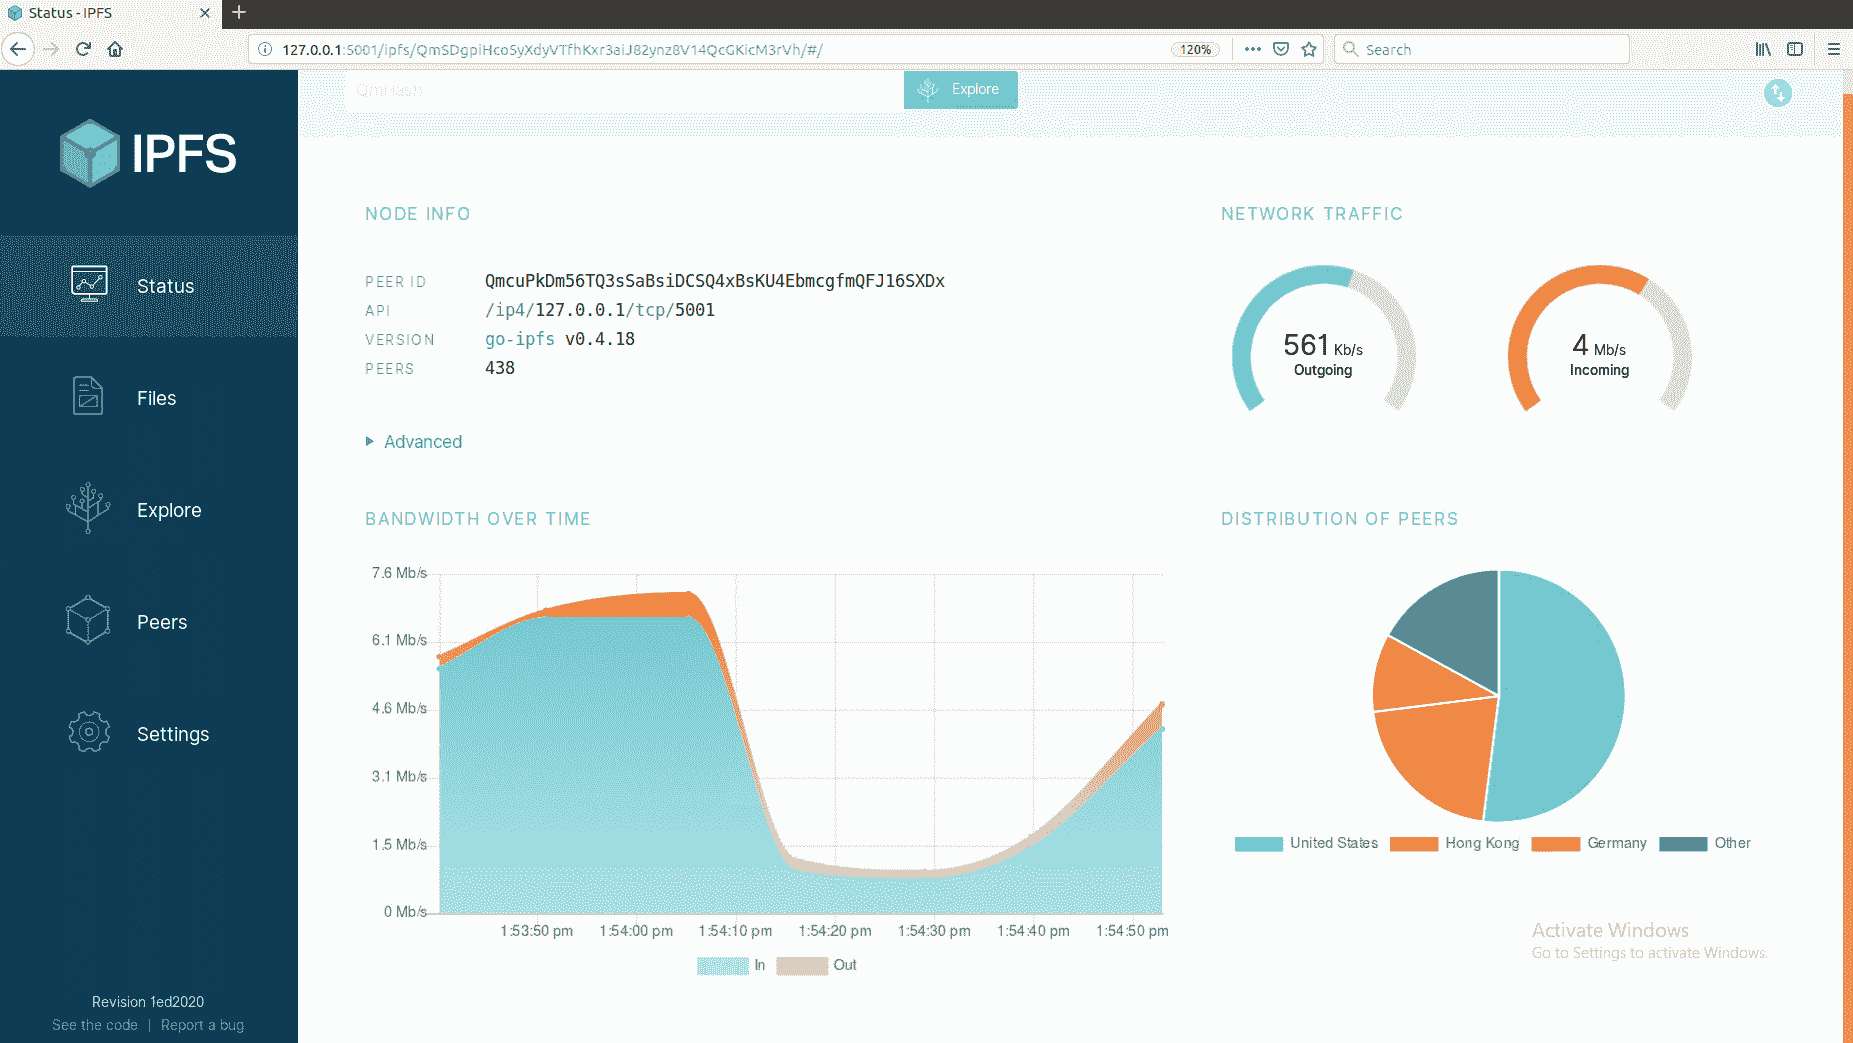 Status - IPFS
127.0.0.1:5001/ipfs/QmSDgpiHco5yXdyVTfhKxr3aiJ82ynz8V14QcGKicM3rVh/#/
120%
Search
IPFS
Status
Files
Explore
Peers
Settings
Revision 1ed2020
See the code | Report a bug
QmHash
Explore
NODE INFO
PEER ID QmcuPkDm56TQ3sSaBsiDCSQ4xBsKU4EbmcgfmQFJ16SXDx
API /ip4/127.0.0.1/tcp/5001
VERSION go-ipfs v0.4.18
PEERS 438
Advanced
NETWORK TRAFFIC
561 Kb/s
Outgoing
4 Mb/s
Incoming
BANDWIDTH OVER TIME
7.6 Mb/s
6.1 Mb/s
4.6 Mb/s
3.1 Mb/s
1.5 Mb/s
0 Mb/s
1:53:50 pm 1:54:00 pm 1:54:10 pm 1:54:20 pm 1:54:30 pm 1:54:40 pm 1:54:50 pm
In Out
DISTRIBUTION OF PEERS
United States Hong Kong Germany Other
Activate Windows
Go to Settings to activate Windows.